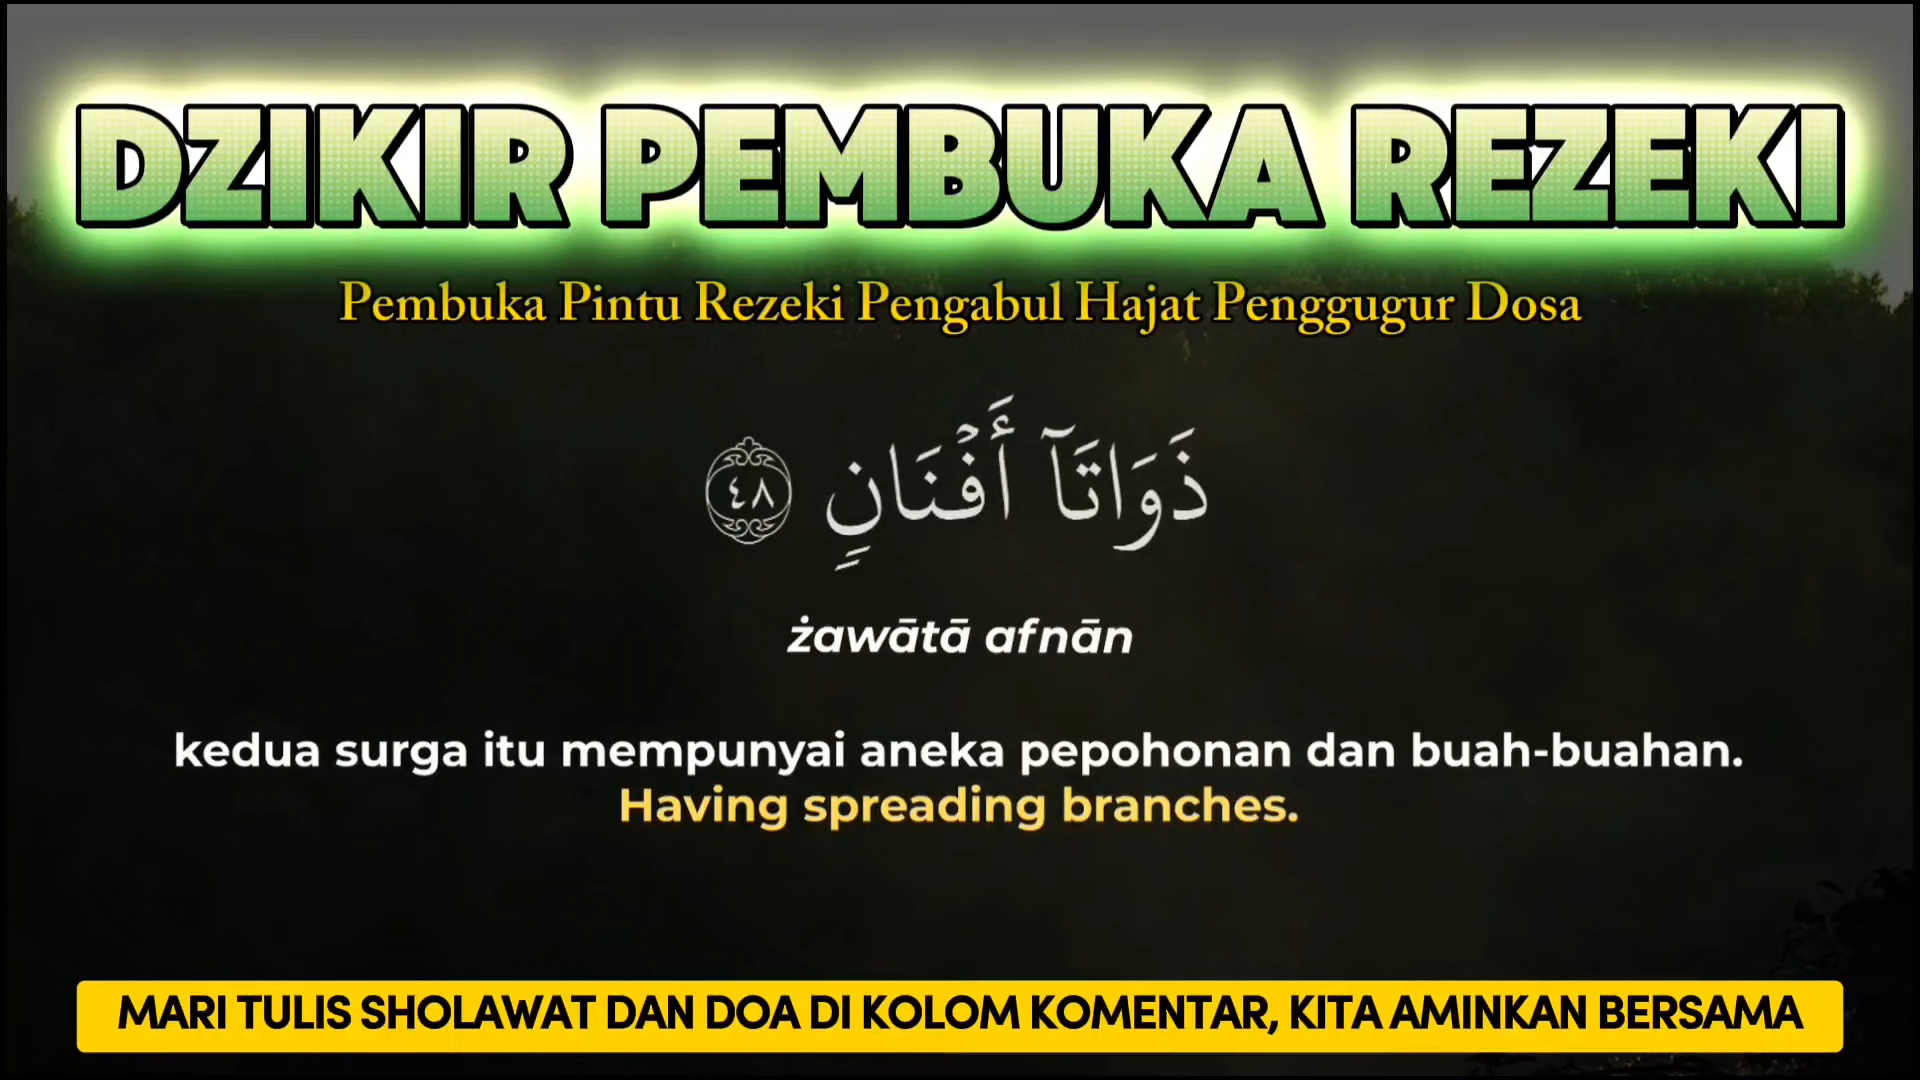 DZIKIR PEMBUKA REZEKI
Pembuka Pintu Rezeki Pengabul Hajat Penggugur Dosa
ذَوَاتَآ أَفْنَانٍ ٤٨
żawātā afnān
kedua surga itu mempunyai aneka pepohonan dan buah-buahan.
Having spreading branches.
MARI TULIS SHOLAWAT DAN DOA DI KOLOM KOMENTAR, KITA AMINKAN BERSAMA